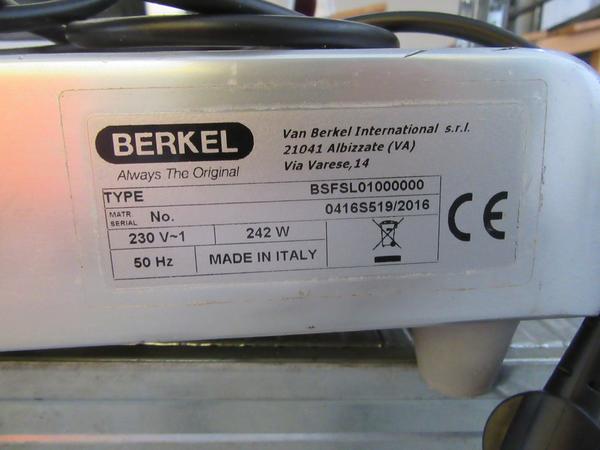 BERKEL
Always The Original
Van Berkel International s.r.l.
21041 Albizzate (VA)
Via Varese,14
TYPE BSFSL01000000
MATR. SERIAL No. 0416S519/2016
230 V~1 242 W
50 Hz MADE IN ITALY
CE